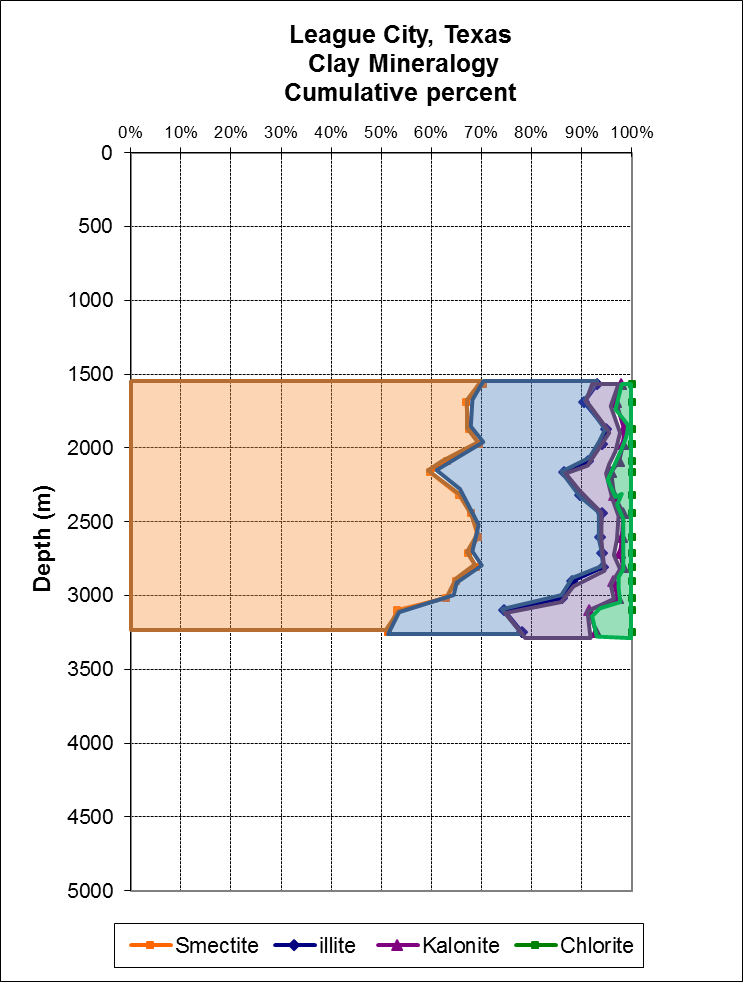 League City, Texas
Clay Mineralogy
Cumulative percent
0% 10% 20% 30% 40% 50% 60% 70% 80% 90% 100%
0
500
1000
1500
2000
2500
3000
3500
4000
4500
5000
Depth (m)
Smectite illite Kalonite Chlorite